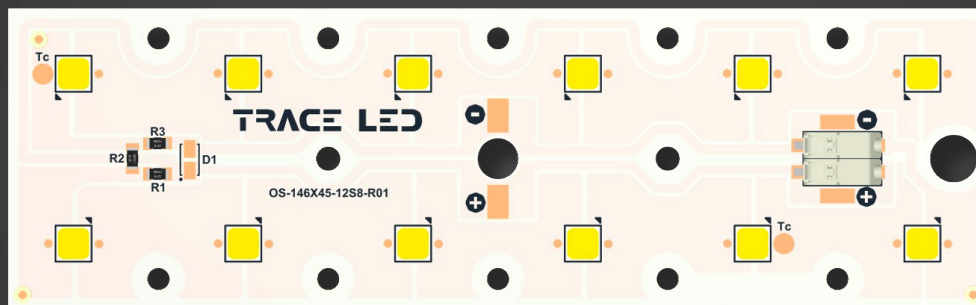 Tc
R3
R2
D1
R1
TRACE LED
OS-146X45-12S8-R01
-
+
-
+
Tc